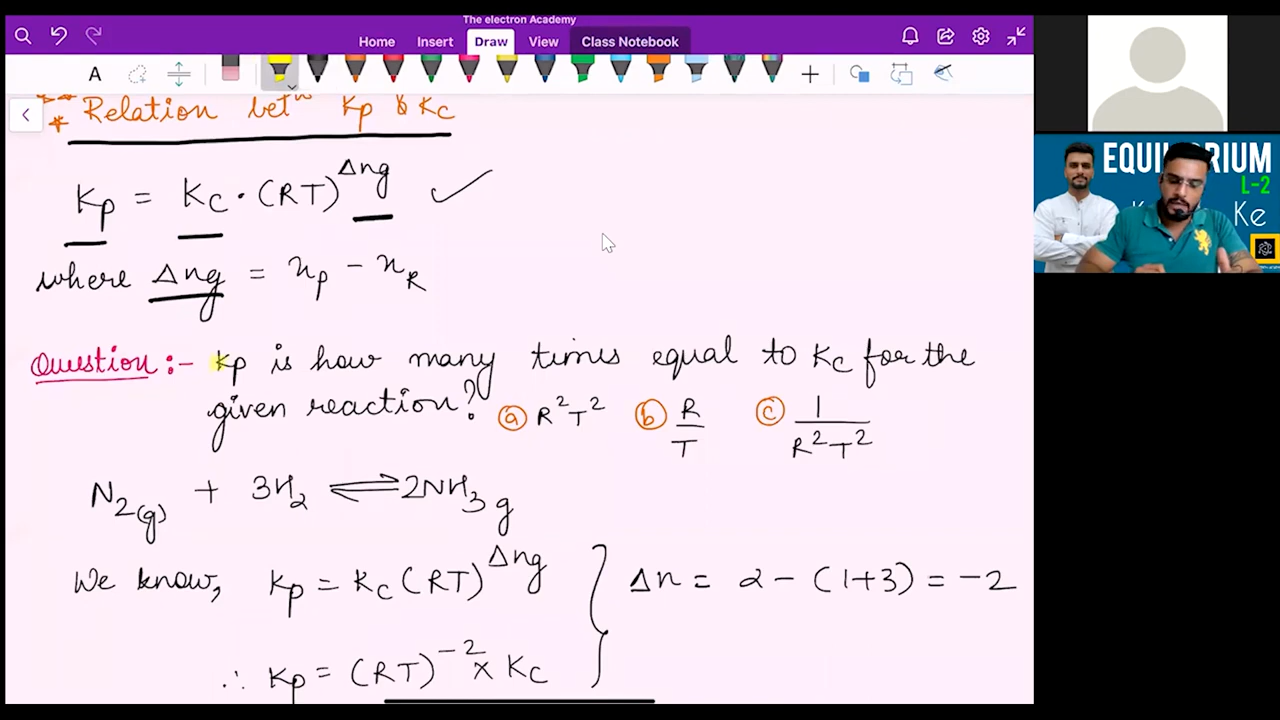 The electron Academy
Home Insert Draw View Class Notebook
A
** Relation betⁿ Kp & Kc
*
Kp = Kc · (RT)^Δng ✓
where Δng = np − nR
Question :- Kp is how many times equal to Kc for the
given reaction? ⓐ R²T² ⓑ R/T ⓒ 1/R²T²
N₂(g) + 3H₂ ⇌ 2NH₃ g
We know, Kp = Kc (RT)^Δng } Δn = 2 − (1+3) = −2
∴ Kp = (RT)⁻² × Kc
EQUILIBRIUM
L-2
K Ke